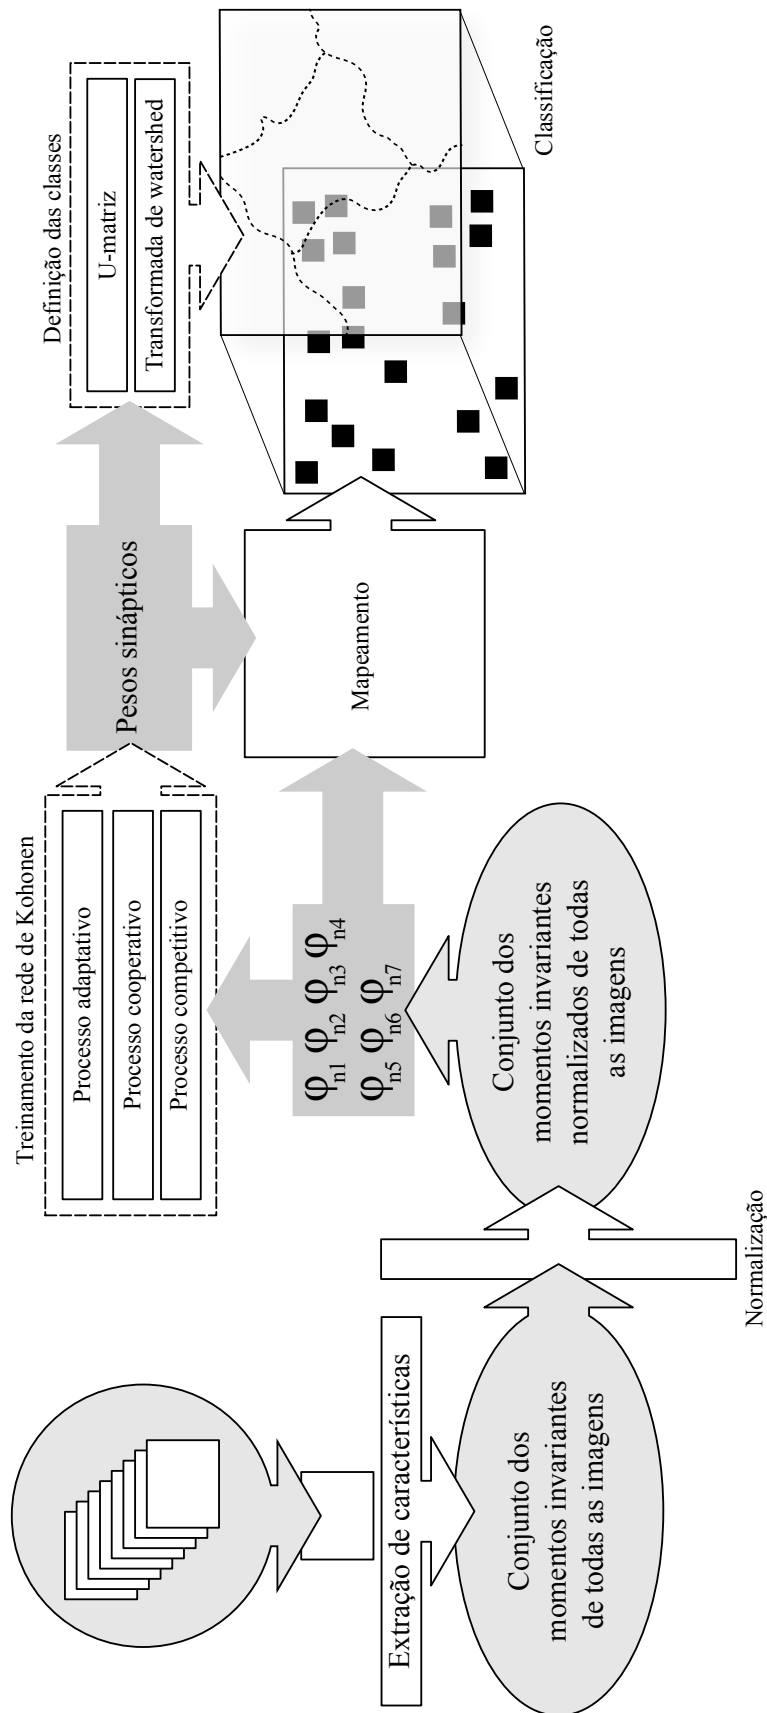 Extração de características
Conjunto dos
momentos invariantes
de todas as imagens
Normalização
Conjunto dos
momentos invariantes
normalizados de todas
as imagens
φn1 φn2 φn3 φn4
φn5 φn6 φn7
Treinamento da rede de Kohonen
Processo adaptativo
Processo cooperativo
Processo competitivo
Pesos sinápticos
Mapeamento
Definição das classes
U-matriz
Transformada de watershed
Classificação